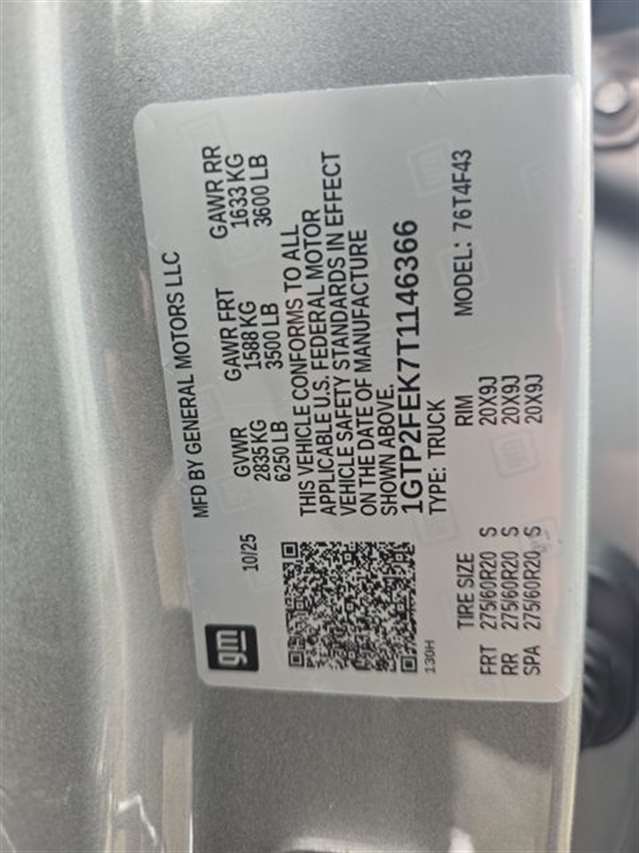 gm
MFD BY GENERAL MOTORS LLC
10/25
GVWR GAWR FRT GAWR RR
2835 KG 1588 KG 1633 KG
6250 LB 3500 LB 3600 LB
THIS VEHICLE CONFORMS TO ALL
APPLICABLE U.S. FEDERAL MOTOR
VEHICLE SAFETY STANDARDS IN EFFECT
ON THE DATE OF MANUFACTURE
SHOWN ABOVE.
1GTP2FEK7T1146366
TYPE: TRUCK MODEL: 76T4F43
130H
TIRE SIZE RIM
FRT 275/60R20 S 20X9J
RR 275/60R20 S 20X9J
SPA 275/60R20 S 20X9J